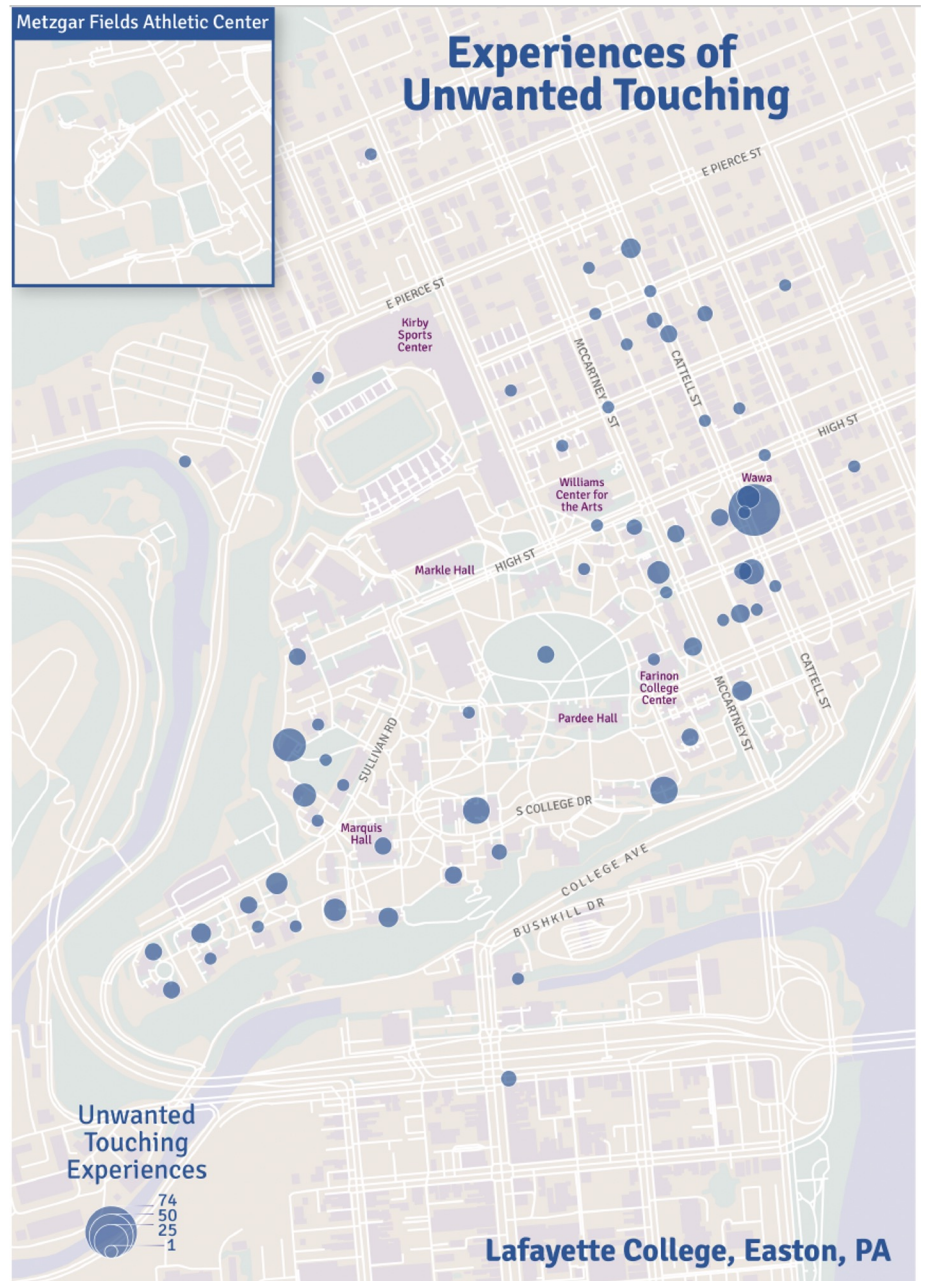 Metzgar Fields Athletic Center
Experiences of
Unwanted Touching
E PIERCE ST
E PIERCE ST
Kirby
Sports
Center
MCCARTNEY ST
CATTELL ST
HIGH ST
Wawa
Williams
Center for
the Arts
HIGH ST
Markle Hall
Farinon
College
Center
CATTELL ST
MCCARTNEY ST
Pardee Hall
SULLIVAN RD
S COLLEGE DR
Marquis
Hall
COLLEGE AVE
BUSHKILL DR
Unwanted
Touching
Experiences
74
50
25
1
Lafayette College, Easton, PA